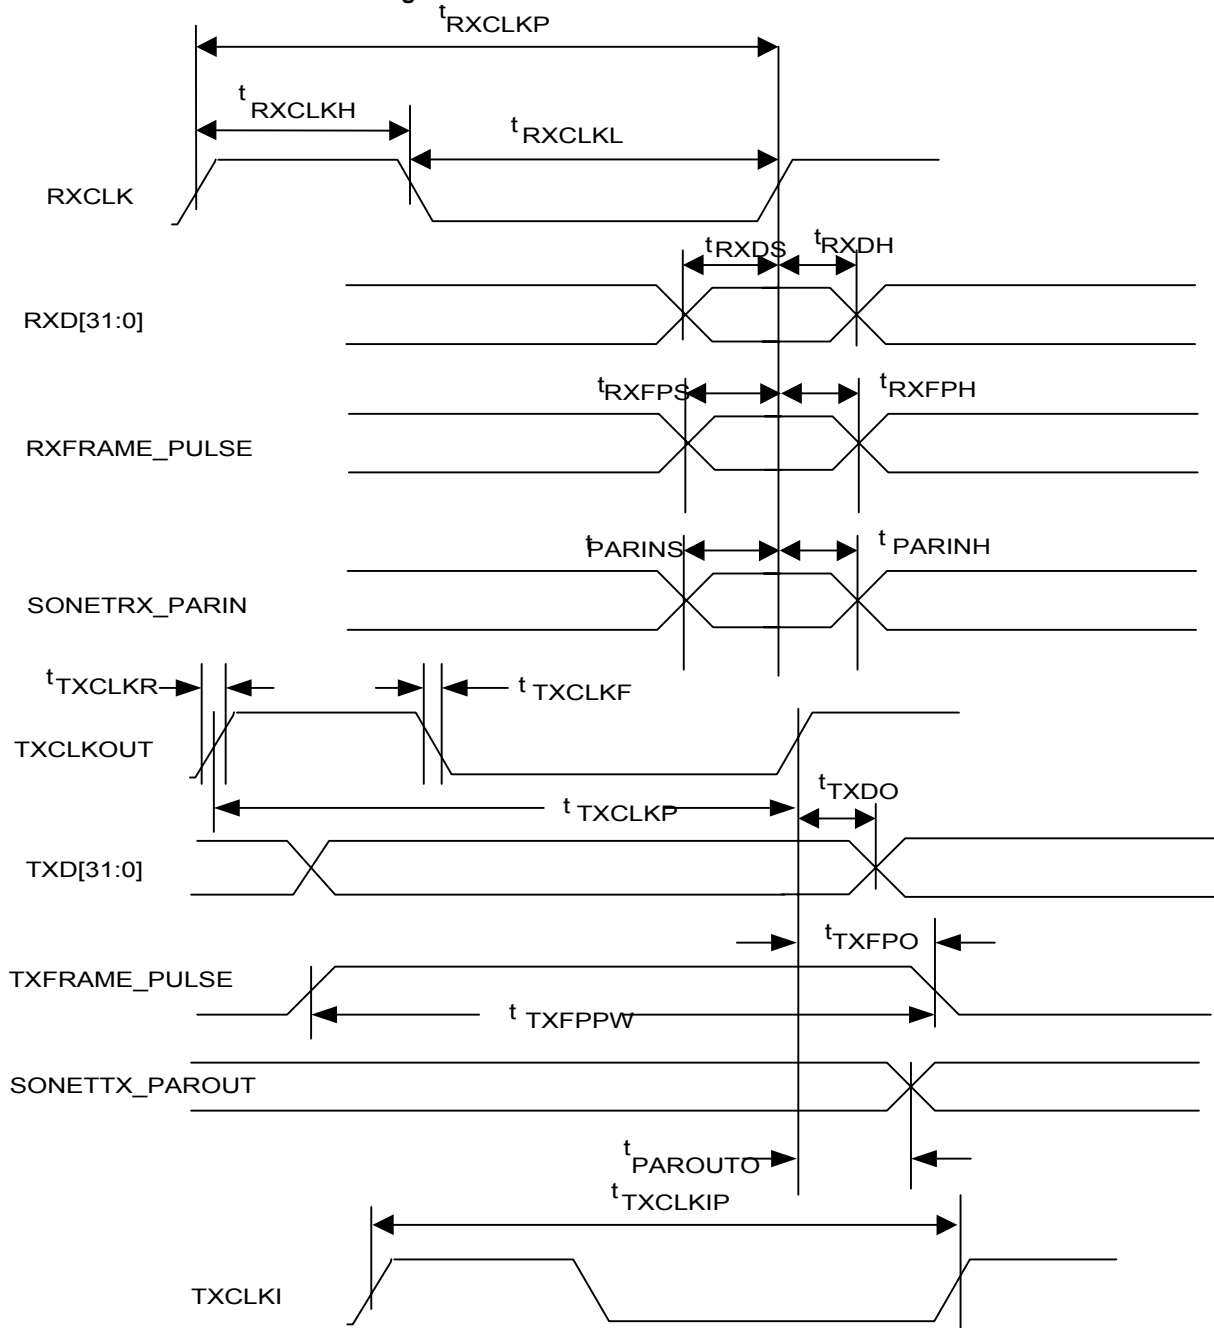 tRXCLKP
tRXCLKH
tRXCLKL
RXCLK
tRXDS tRXDH
RXD[31:0]
tRXFPS tRXFPH
RXFRAME_PULSE
tPARINS tPARINH
SONETRX_PARIN
tTXCLKR tTXCLKF
TXCLKOUT
tTXDO
tTXCLKP
TXD[31:0]
tTXFPO
TXFRAME_PULSE
tTXFPPW
SONETTX_PAROUT
tPAROUTO
tTXCLKIP
TXCLKI